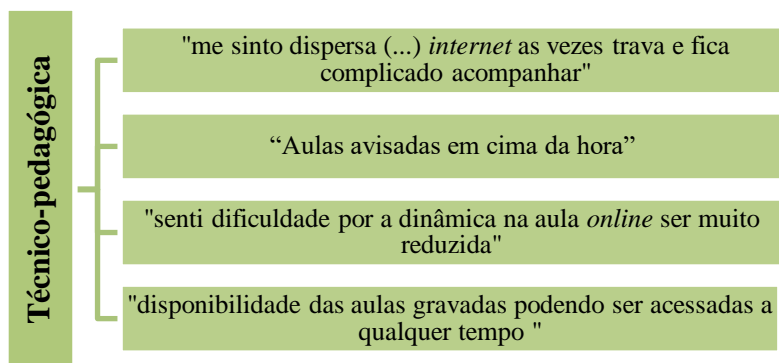 Técnico-pedagógica
"me sinto dispersa (...) internet as vezes trava e fica
complicado acompanhar"
“Aulas avisadas em cima da hora”
"senti dificuldade por a dinâmica na aula online ser muito
reduzida"
"disponibilidade das aulas gravadas podendo ser acessadas a
qualquer tempo "